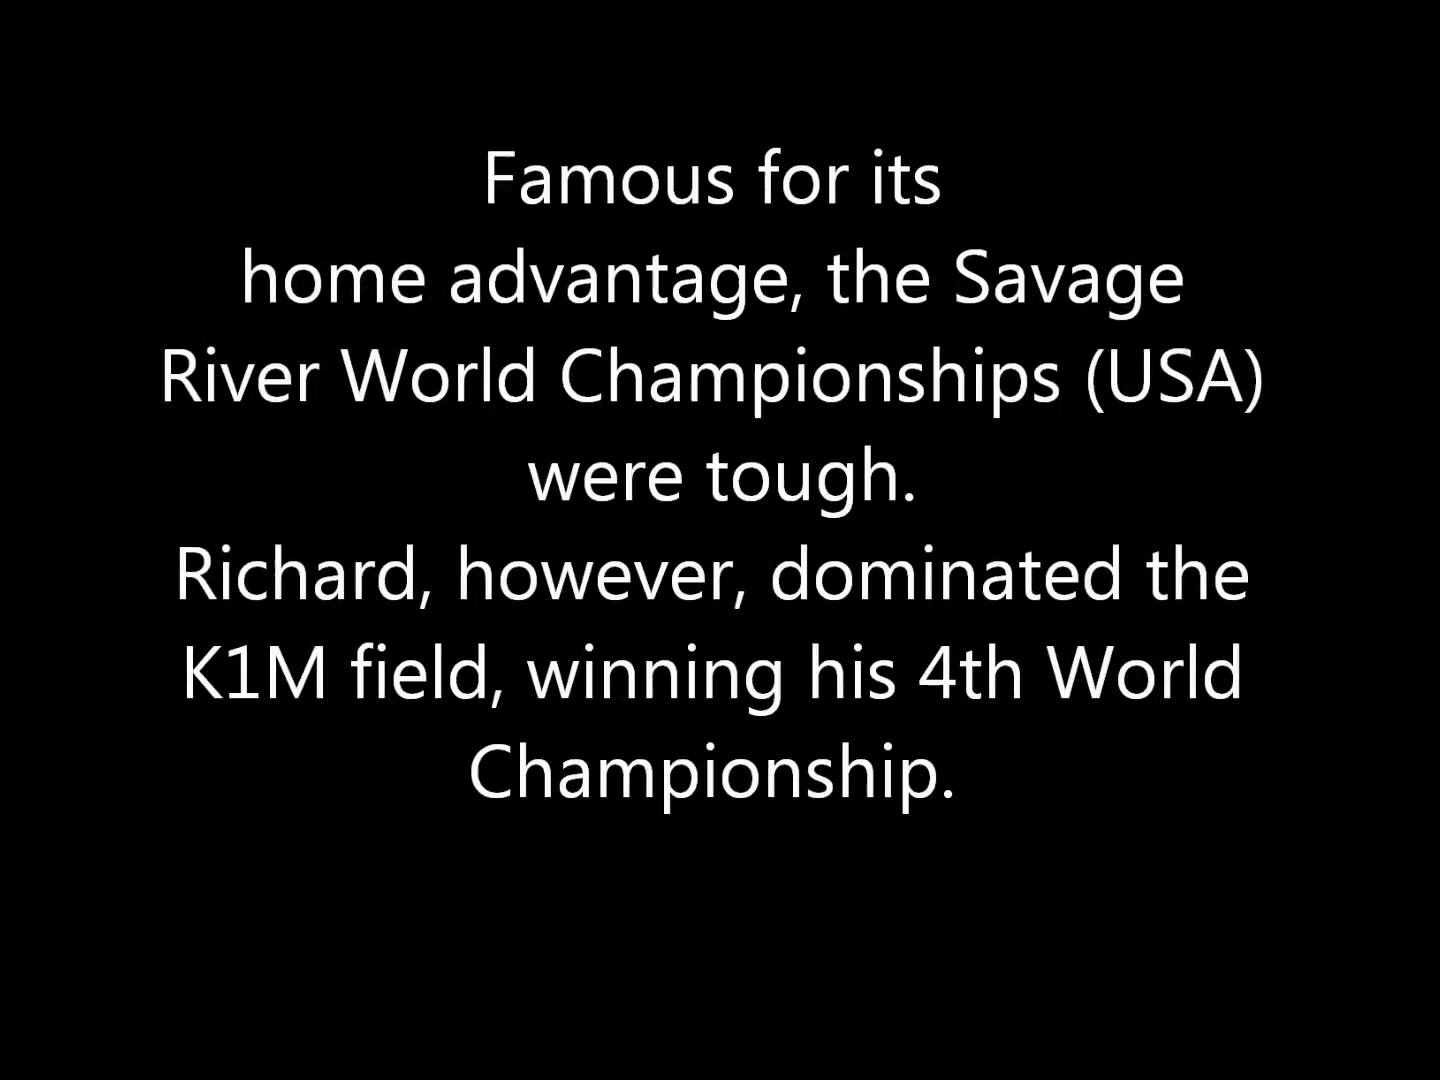 Famous for its
home advantage, the Savage
River World Championships (USA)
were tough.
Richard, however, dominated the
K1M field, winning his 4th World
Championship.